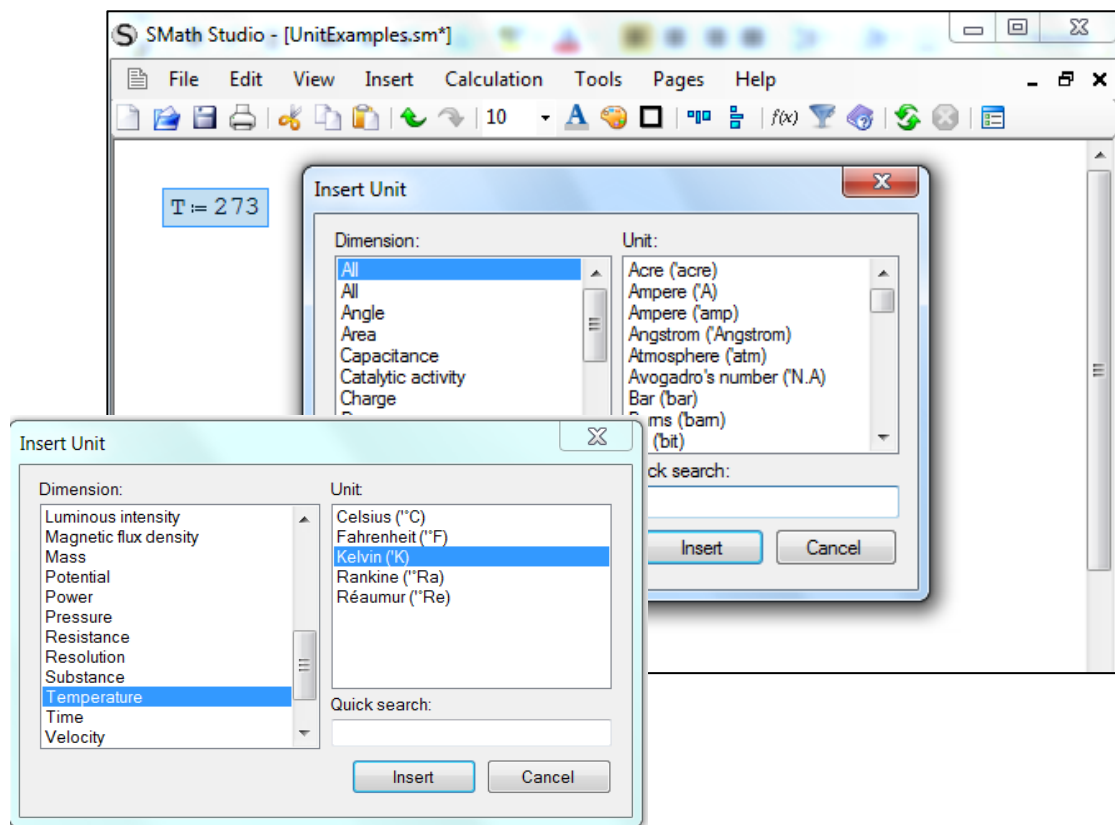 SMath Studio - [UnitExamples.sm*]
File Edit View Insert Calculation Tools Pages Help
10 A f(x)
T := 273
Insert Unit
Dimension:
All
All
Angle
Area
Capacitance
Catalytic activity
Charge
Unit:
Acre ('acre)
Ampere ('A)
Ampere ('amp)
Angstrom ('Angstrom)
Atmosphere ('atm)
Avogadro's number ('N.A)
Bar ('bar)
('barn)
('bit)
search:
Insert Cancel
Insert Unit
Dimension:
Luminous intensity
Magnetic flux density
Mass
Potential
Power
Pressure
Resistance
Resolution
Substance
Temperature
Time
Velocity
Unit:
Celsius ('°C)
Fahrenheit ('°F)
Kelvin ('K)
Rankine ('°Ra)
Réaumur ('°Re)
Quick search:
Insert Cancel